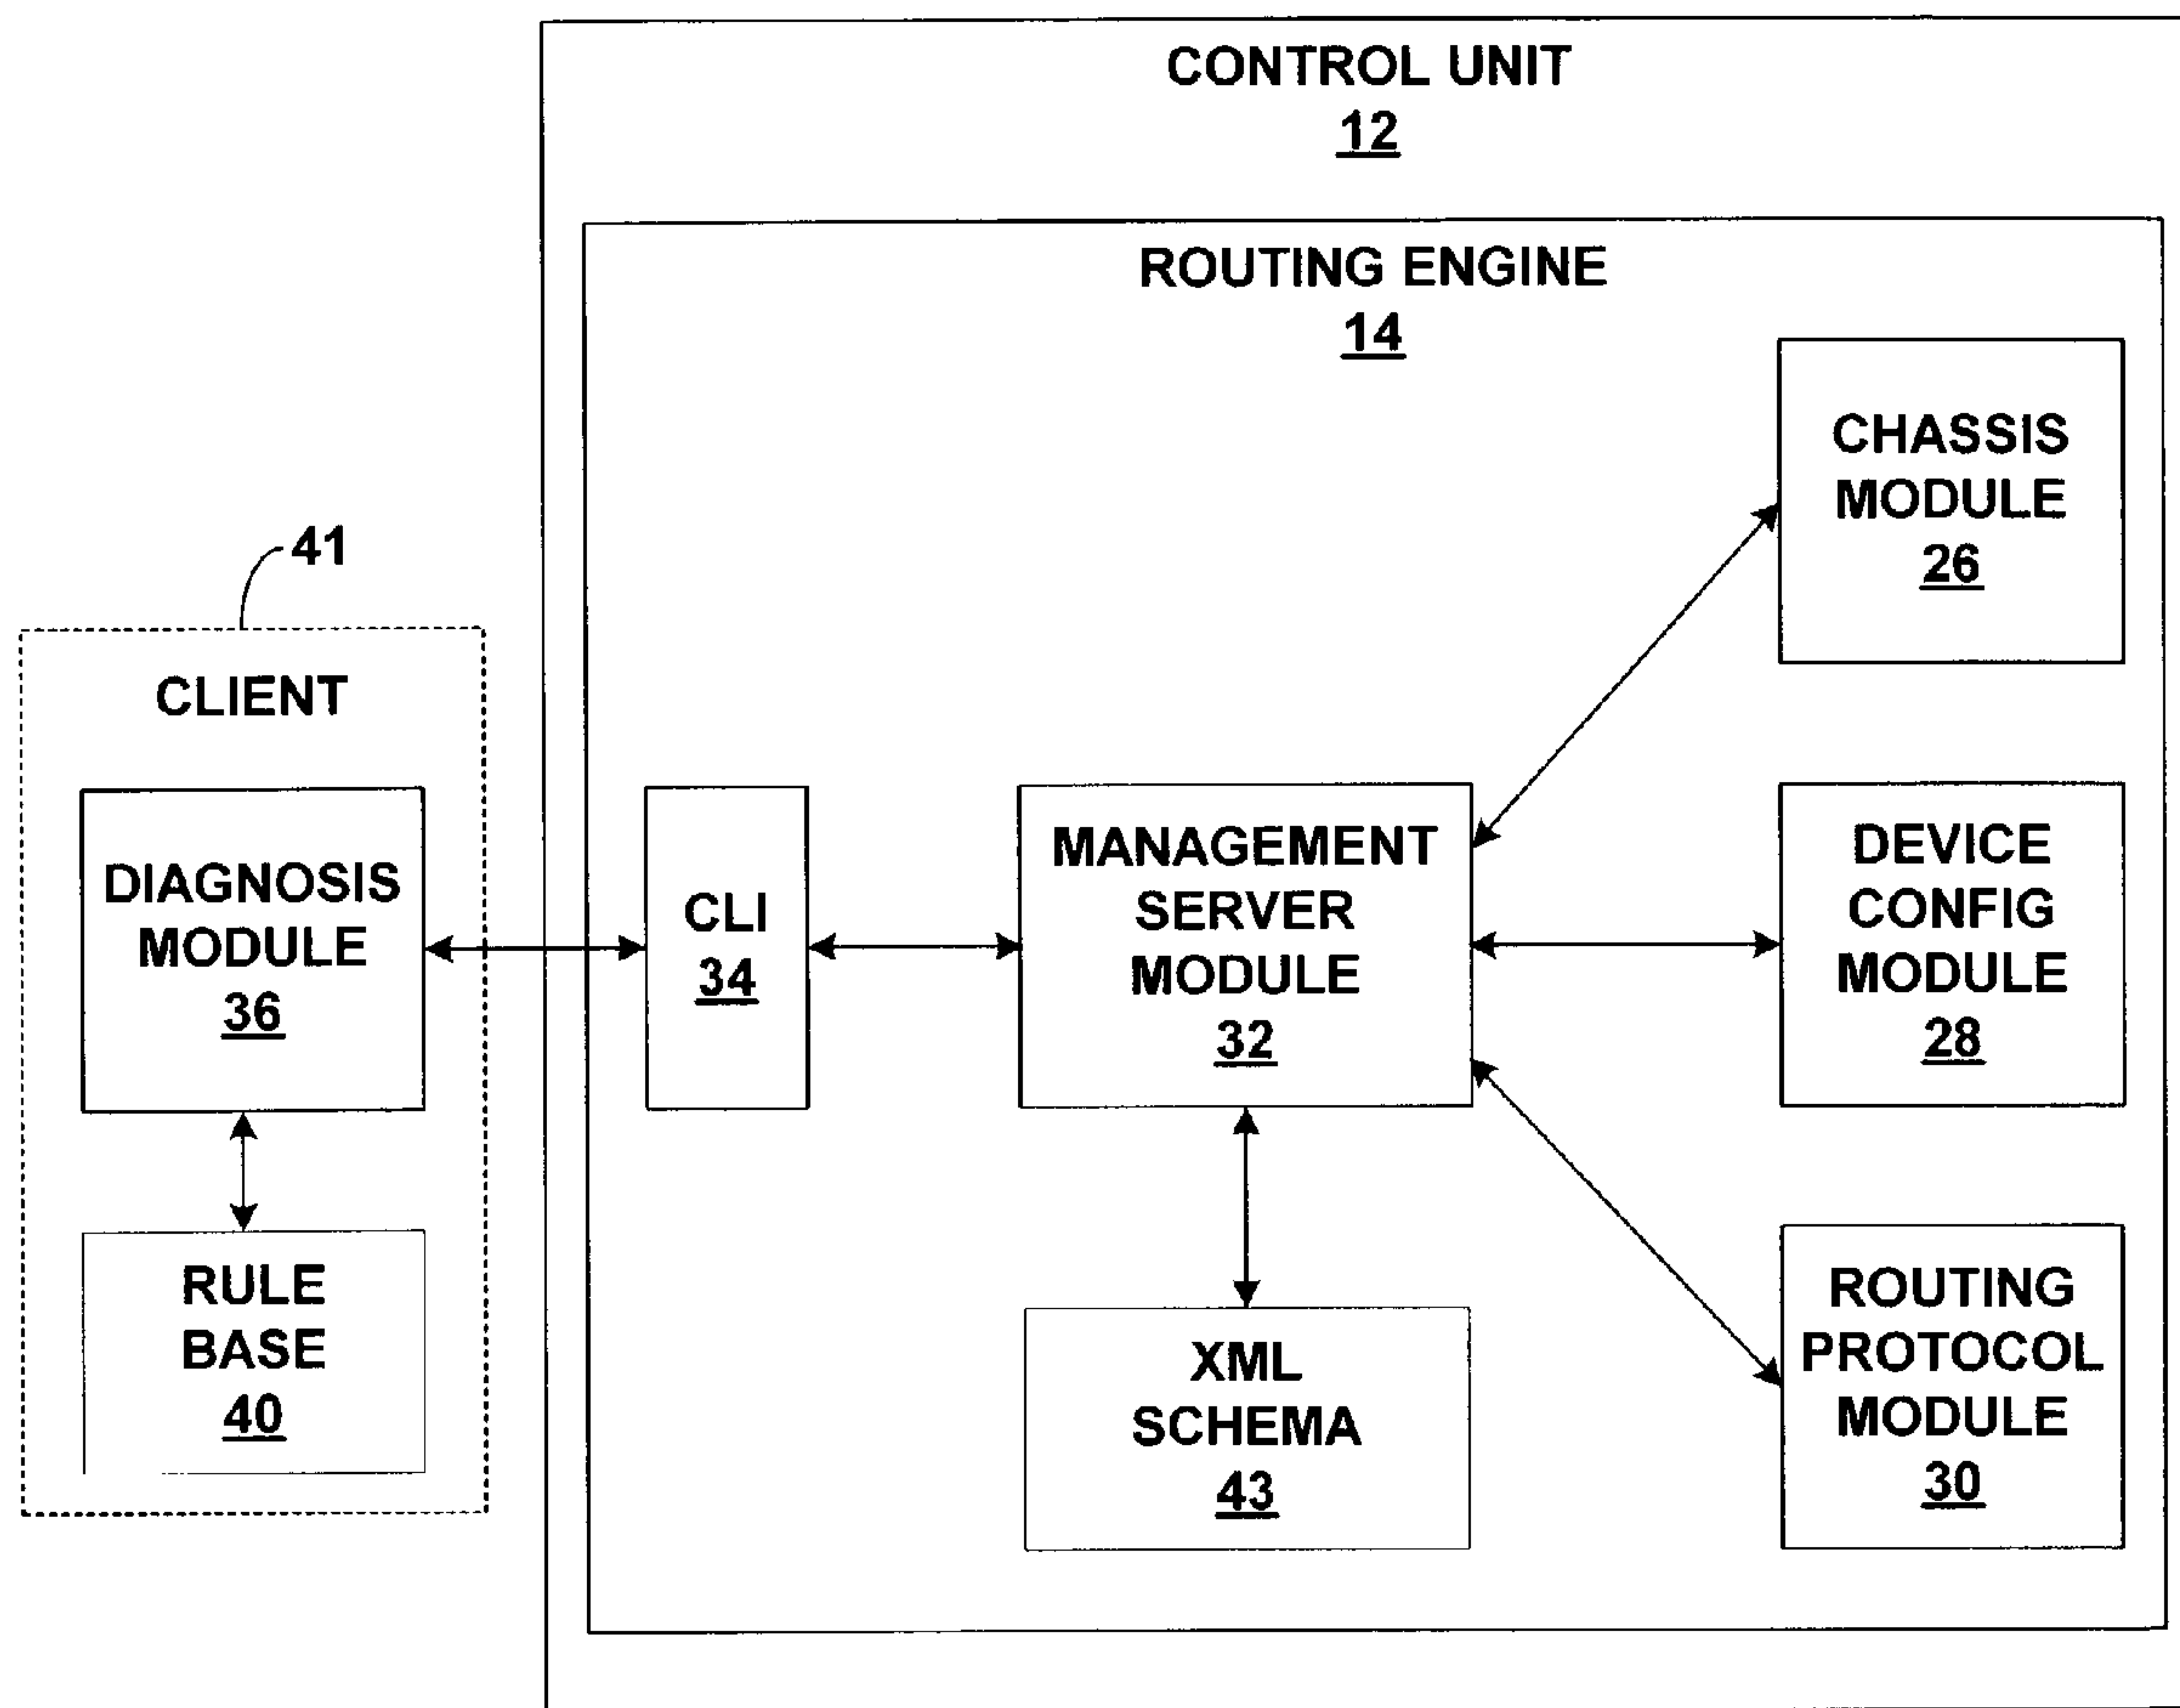 CONTROL UNIT
12
ROUTING ENGINE
14
CHASSIS
MODULE
26
41
CLIENT
DIAGNOSIS
MODULE
36
CLI
34
MANAGEMENT
SERVER
MODULE
32
DEVICE
CONFIG
MODULE
28
RULE
BASE
40
XML
SCHEMA
43
ROUTING
PROTOCOL
MODULE
30